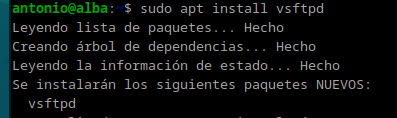 antonio@alba:~$ sudo apt install vsftpd
Leyendo lista de paquetes... Hecho
Creando árbol de dependencias... Hecho
Leyendo la información de estado... Hecho
Se instalarán los siguientes paquetes NUEVOS:
  vsftpd